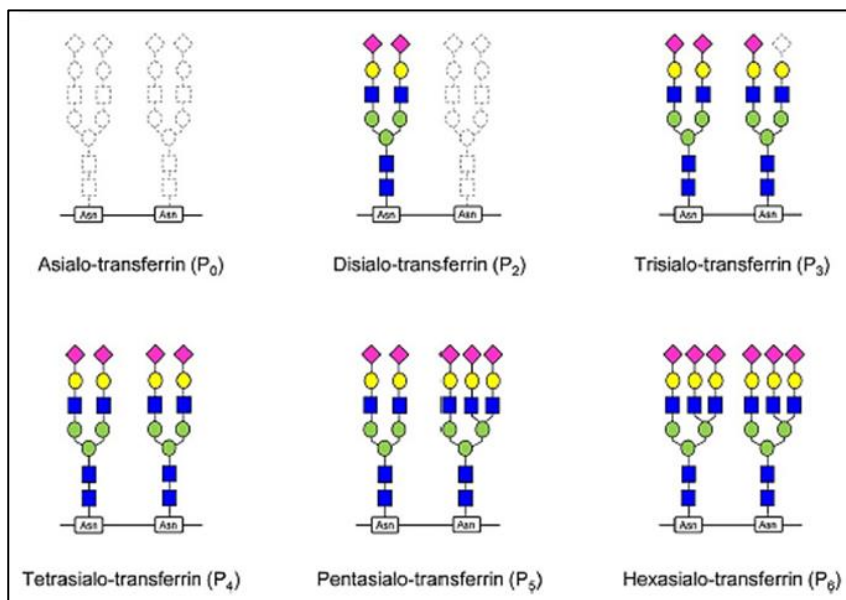 Asn Asn Asn Asn Asn Asn
Asialo-transferrin (P0) Disialo-transferrin (P2) Trisialo-transferrin (P3)
Asn Asn Asn Asn Asn Asn
Tetrasialo-transferrin (P4) Pentasialo-transferrin (P5) Hexasialo-transferrin (P6)